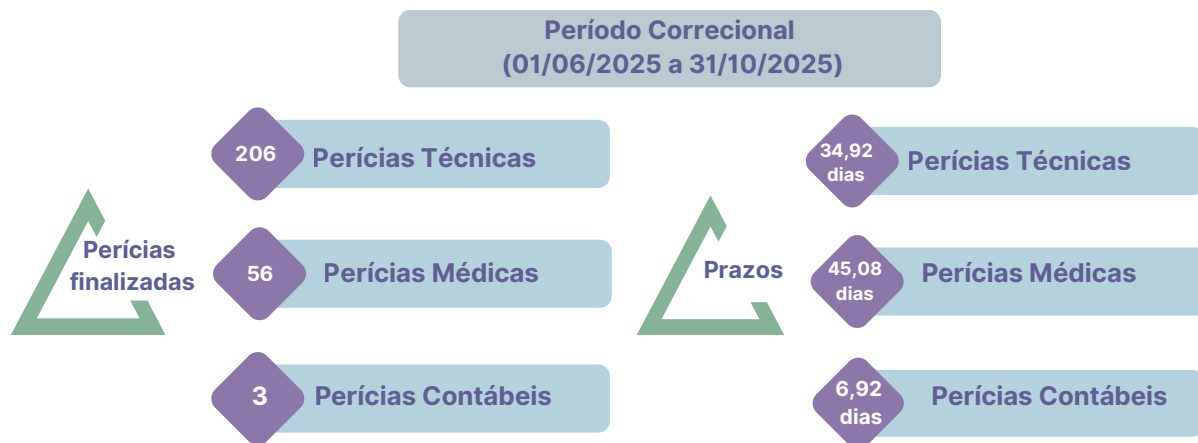 Período Correcional
(01/06/2025 a 31/10/2025)
Perícias
finalizadas
206
Perícias Técnicas
56
Perícias Médicas
3
Perícias Contábeis
Prazos
34,92
dias
Perícias Técnicas
45,08
dias
Perícias Médicas
6,92
dias
Perícias Contábeis